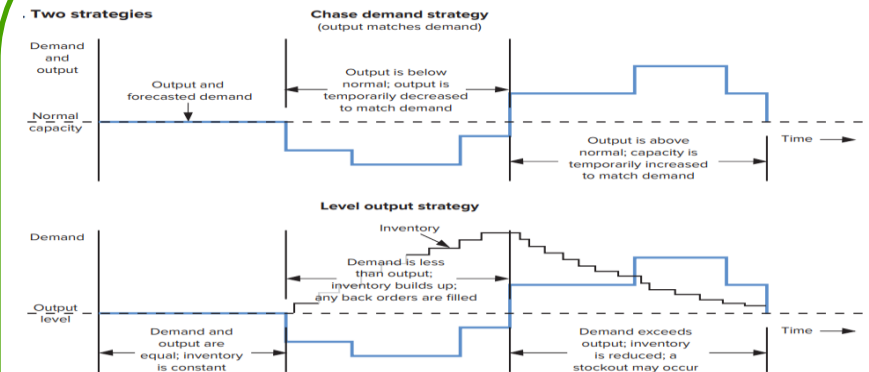 . Two strategies
Chase demand strategy
(output matches demand)
Demand
and
output
Output and
forecasted demand
Output is below
normal; output is
temporarily decreased
to match demand
Normal
capacity
Output is above
normal; capacity is
temporarily increased
to match demand
Time
Level output strategy
Demand
Inventory
Demand is less
than output;
inventory builds up;
any back orders are filled
Output
level
Demand and
output are
equal; inventory
is constant
Demand exceeds
output; inventory
is reduced; a
stockout may occur
Time